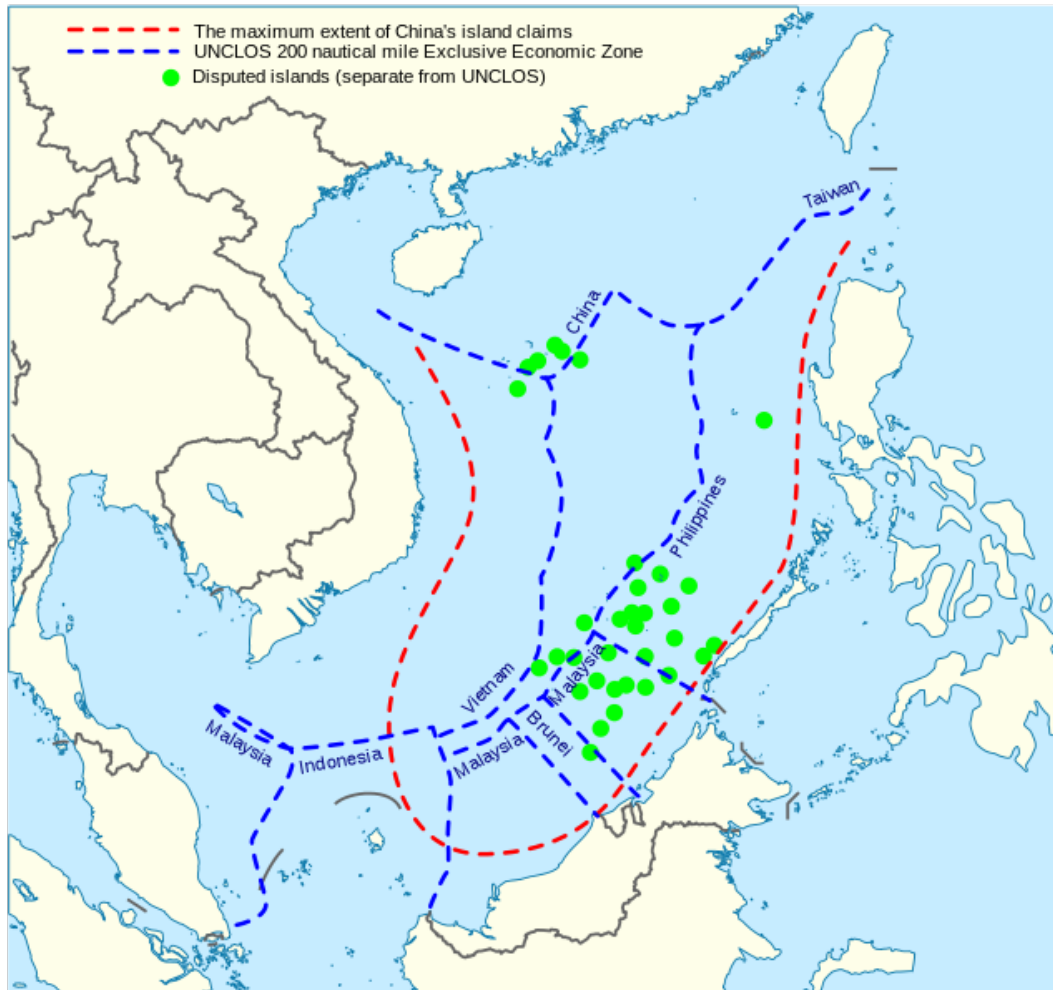 The maximum extent of China's island claims
UNCLOS 200 nautical mile Exclusive Economic Zone
Disputed islands (separate from UNCLOS)
Taiwan
China
Philippines
Vietnam
Malaysia
Brunei
Malaysia
Indonesia
Malaysia